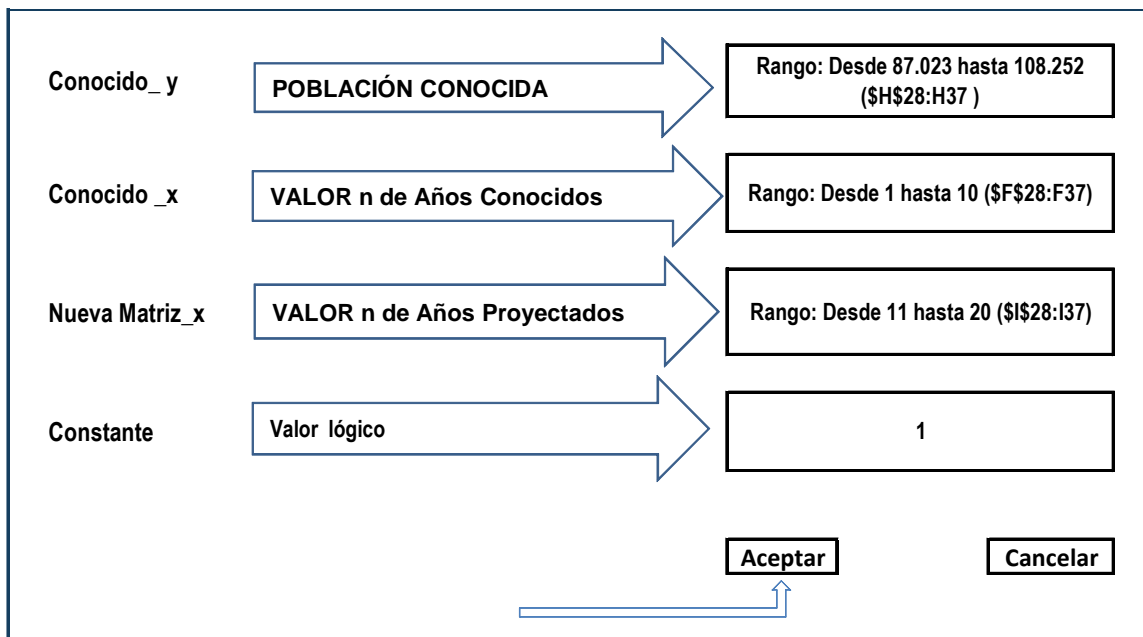 Conocido_ y
POBLACIÓN CONOCIDA
Rango: Desde 87.023 hasta 108.252
($H$28:H37 )
Conocido _x
VALOR n de Años Conocidos
Rango: Desde 1 hasta 10 ($F$28:F37)
Nueva Matriz_x
VALOR n de Años Proyectados
Rango: Desde 11 hasta 20 ($I$28:I37)
Constante
Valor lógico
1
Aceptar
Cancelar